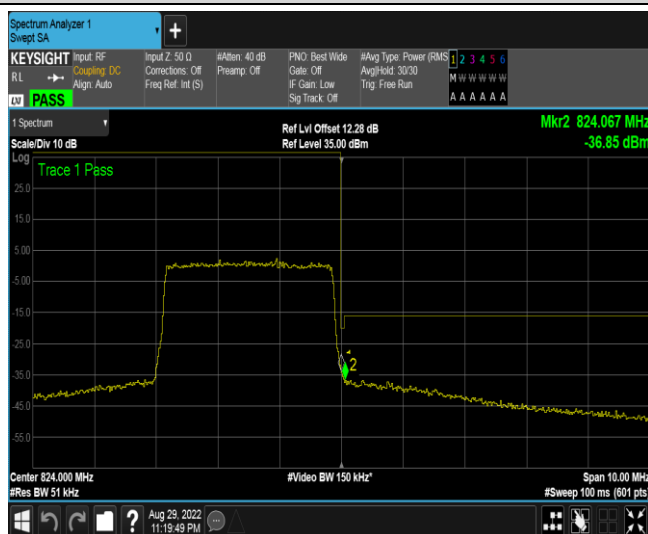 Spectrum Analyzer 1
Swept SA
+
KEYSIGHT
RL
LXI PASS
Input: RF
Coupling: DC
Align: Auto
Input Z: 50 Ω
Corrections: Off
Freq Ref: Int (S)
#Atten: 40 dB
Preamp: Off
PNO: Best Wide
Gate: Off
IF Gain: Low
Sig Track: Off
#Avg Type: Power (RMS
Avg|Hold: 30/30
Trig: Free Run
1 2 3 4 5 6
M W W W W W
A A A A A A
1 Spectrum
Scale/Div 10 dB
Ref Lvl Offset 12.28 dB
Ref Level 35.00 dBm
Mkr2 824.067 MHz
-36.85 dBm
Log
Trace 1 Pass
25.0
15.0
5.00
-5.00
-15.0
-25.0
-35.0
-45.0
-55.0
2
Center 824.000 MHz
#Res BW 51 kHz
#Video BW 150 kHz*
Span 10.00 MHz
#Sweep 100 ms (601 pts)
?
Aug 29, 2022
11:19:49 PM